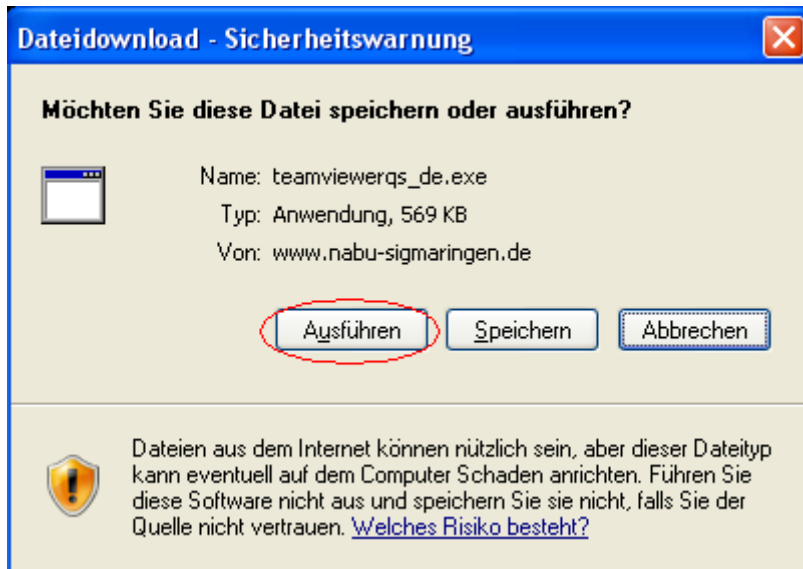 Dateidownload - Sicherheitswarnung
Möchten Sie diese Datei speichern oder ausführen?
Name: teamviewerqs_de.exe
Typ: Anwendung, 569 KB
Von: www.nabu-sigmaringen.de
Ausführen Speichern Abbrechen
Dateien aus dem Internet können nützlich sein, aber dieser Dateityp
kann eventuell auf dem Computer Schaden anrichten. Führen Sie
diese Software nicht aus und speichern Sie sie nicht, falls Sie der
Quelle nicht vertrauen. Welches Risiko besteht?